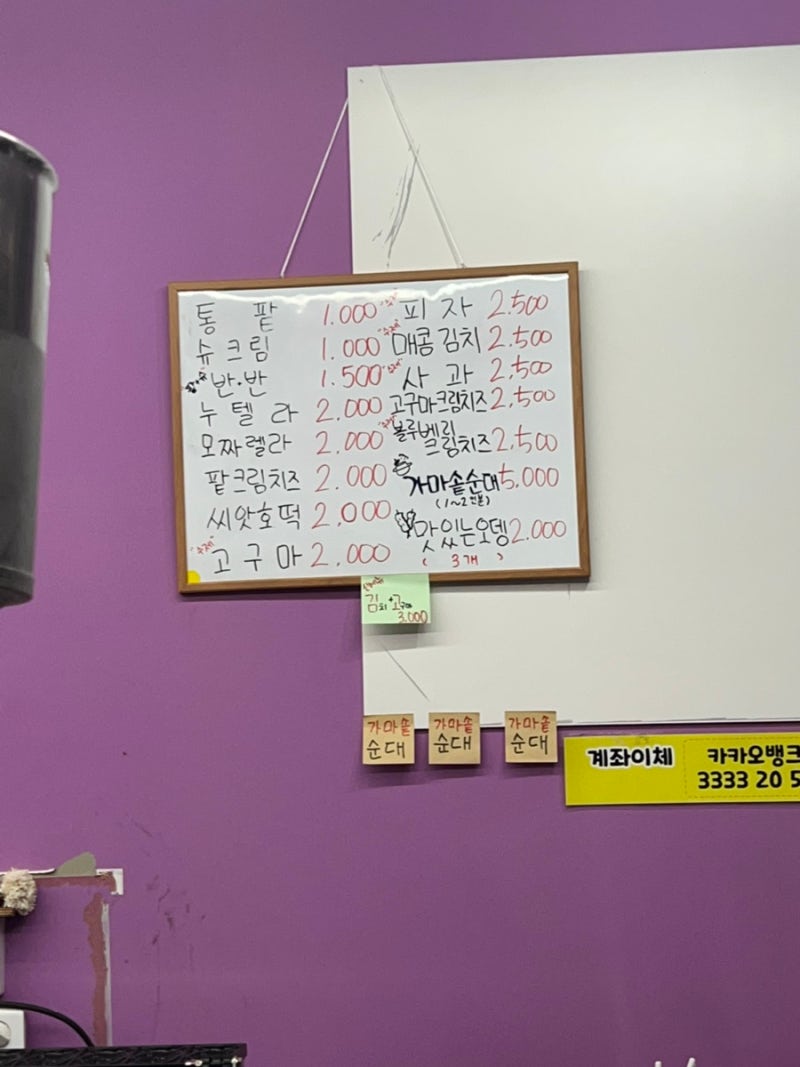 통 팥 1.000
슈크림 1.000
반·반 1.500
누텔라 2.000
모짜렐라 2.000
팥크림치즈 2.000
씨앗호떡 2.000
수제 고구마 2.000
피자 2.500
수제 매콤김치 2.500
사과 2.500
고구마크림치즈 2.500
블루베리
크림치즈 2.500
가마솥순대 5.000
(1~2인분)
맛있는오뎅 2.000
( 3개 )
김치+고구마
3.000
가마솥
순대
가마솥
순대
가마솥
순대
계좌이체 카카오뱅크
3333 20 5